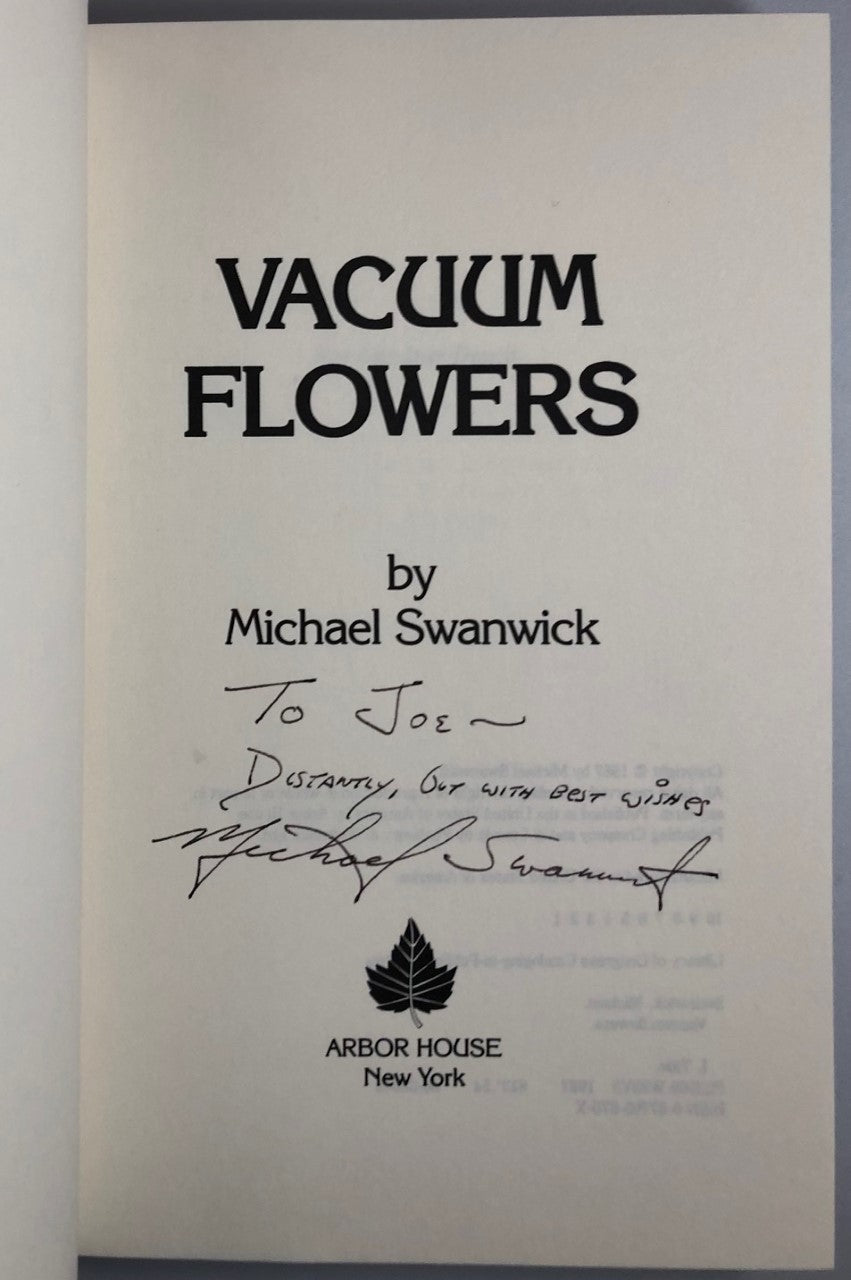 VACUUM
FLOWERS
by
Michael Swanwick
To Joe ~
Distantly, but with best wishes
Michael Swanwick
ARBOR HOUSE
New York